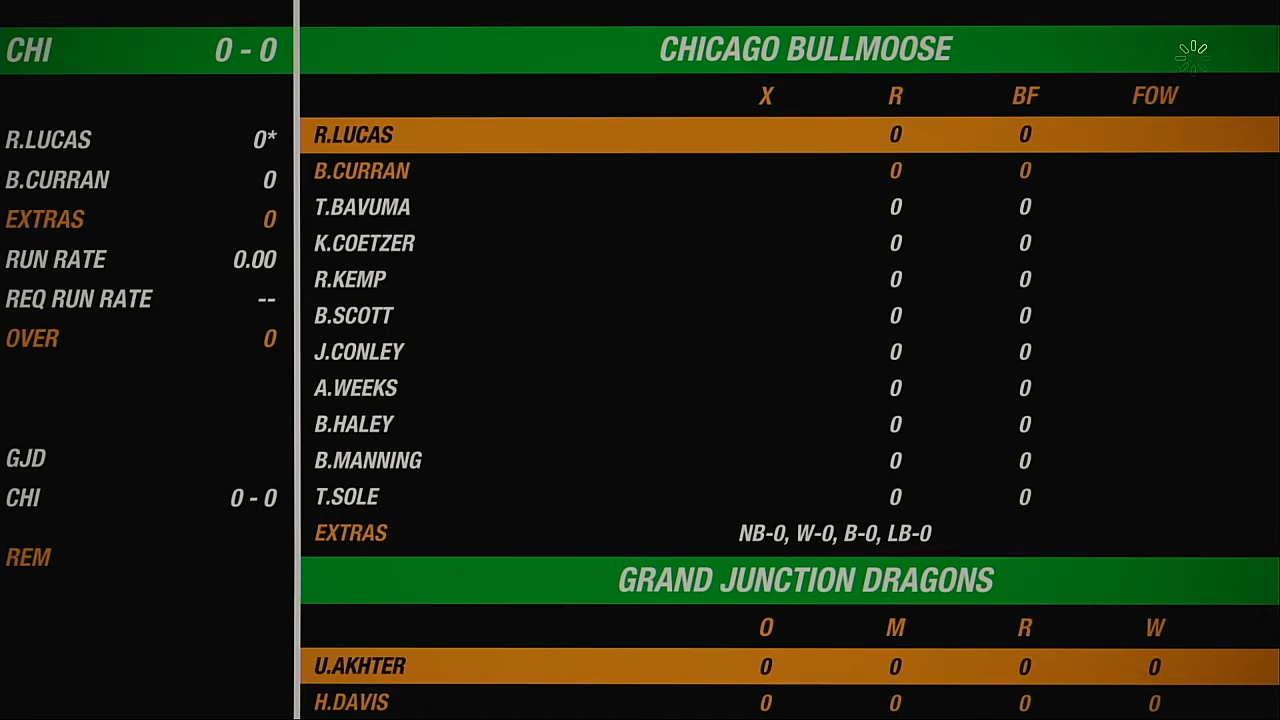 CHI 0 - 0
R.LUCAS 0*
B.CURRAN 0
EXTRAS 0
RUN RATE 0.00
REQ RUN RATE --
OVER 0
GJD
CHI 0 - 0
REM
CHICAGO BULLMOOSE
X R BF FOW
R.LUCAS 0 0
B.CURRAN 0 0
T.BAVUMA 0 0
K.COETZER 0 0
R.KEMP 0 0
B.SCOTT 0 0
J.CONLEY 0 0
A.WEEKS 0 0
B.HALEY 0 0
B.MANNING 0 0
T.SOLE 0 0
EXTRAS NB-0, W-0, B-0, LB-0
GRAND JUNCTION DRAGONS
O M R W
U.AKHTER 0 0 0 0
H.DAVIS 0 0 0 0